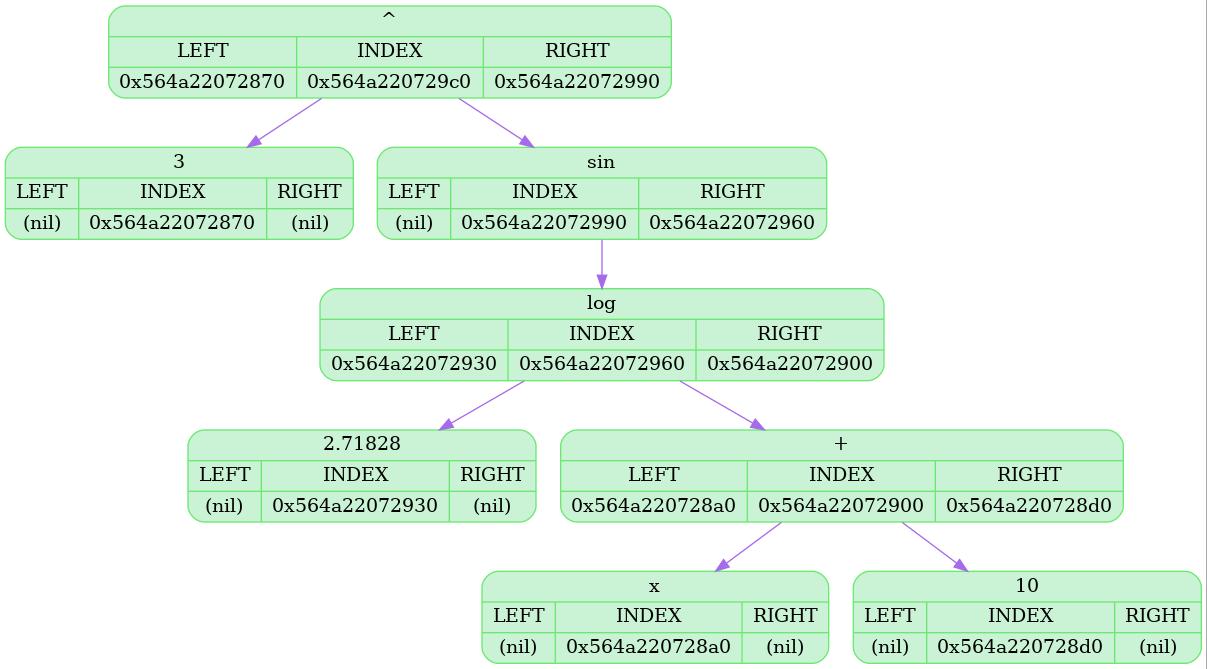 ^
LEFT INDEX RIGHT
0x564a22072870 0x564a220729c0 0x564a22072990
3
LEFT INDEX RIGHT
(nil) 0x564a22072870 (nil)
sin
LEFT INDEX RIGHT
(nil) 0x564a22072990 0x564a22072960
log
LEFT INDEX RIGHT
0x564a22072930 0x564a22072960 0x564a22072900
2.71828
LEFT INDEX RIGHT
(nil) 0x564a22072930 (nil)
+
LEFT INDEX RIGHT
0x564a220728a0 0x564a22072900 0x564a220728d0
x
LEFT INDEX RIGHT
(nil) 0x564a220728a0 (nil)
10
LEFT INDEX RIGHT
(nil) 0x564a220728d0 (nil)